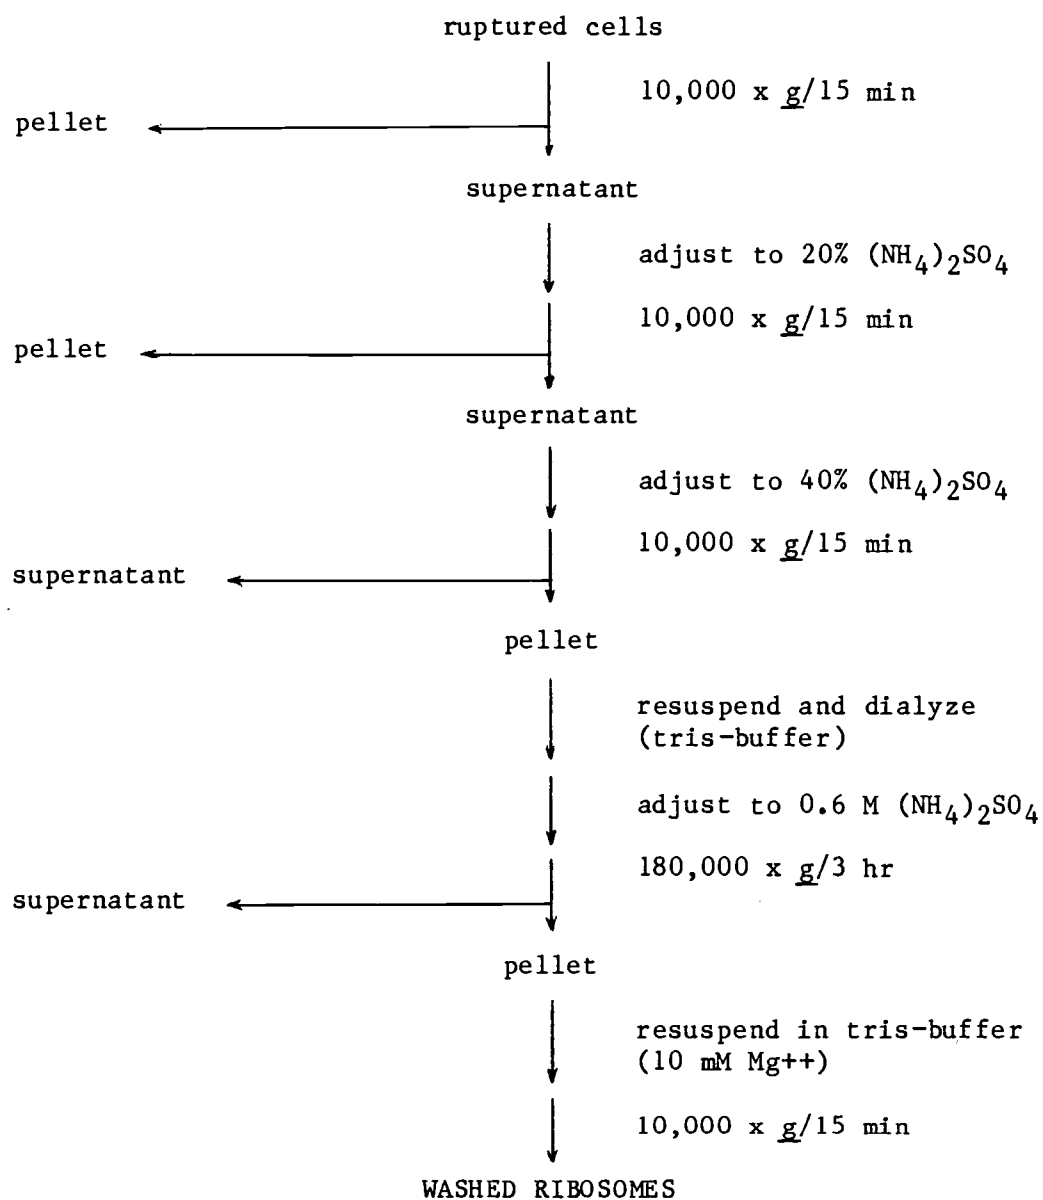 ruptured cells
10,000 x g/15 min
pellet
supernatant
adjust to 20% (NH4)2SO4
10,000 x g/15 min
pellet
supernatant
adjust to 40% (NH4)2SO4
10,000 x g/15 min
supernatant
pellet
resuspend and dialyze
(tris-buffer)
adjust to 0.6 M (NH4)2SO4
180,000 x g/3 hr
supernatant
pellet
resuspend in tris-buffer
(10 mM Mg++)
10,000 x g/15 min
WASHED RIBOSOMES